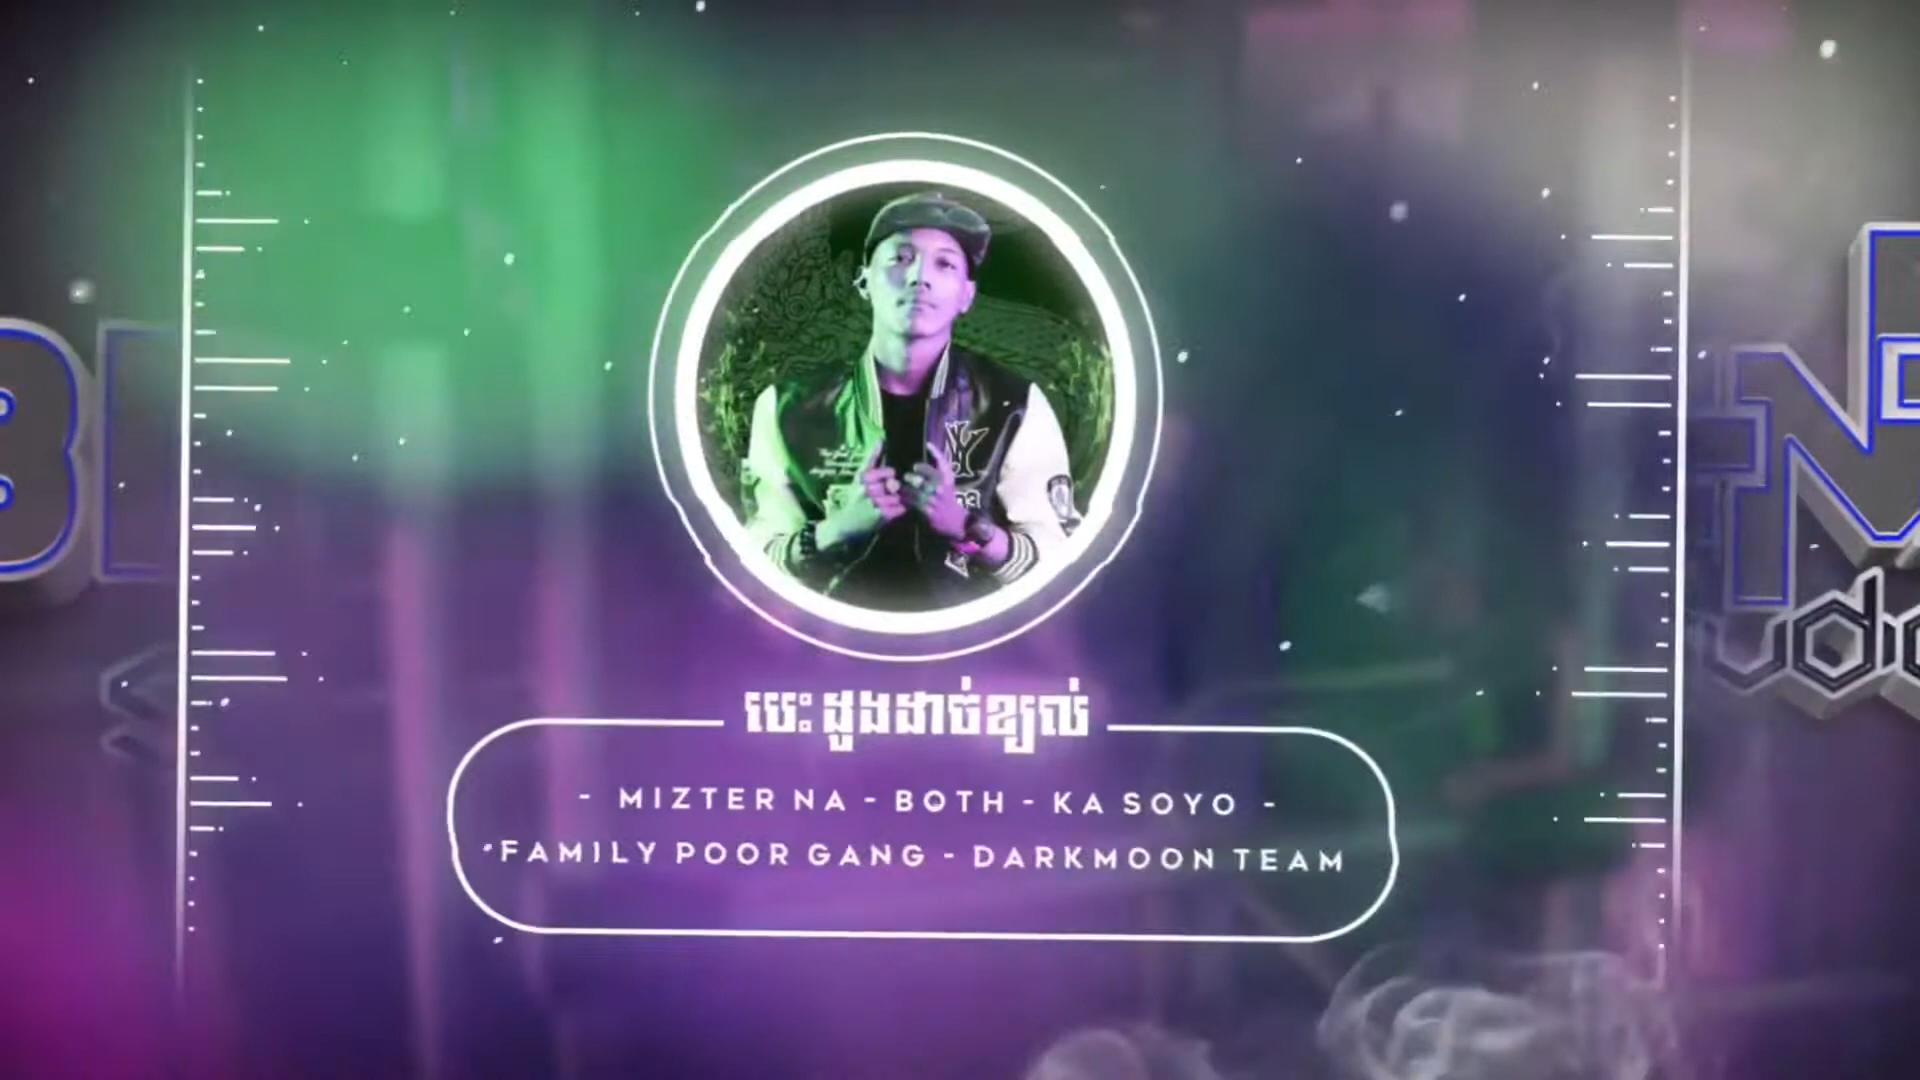 បេះដូងដាច់ខ្យល់
- MIZTER NA - BOTH - KA SOYO -
FAMILY POOR GANG - DARKMOON TEAM